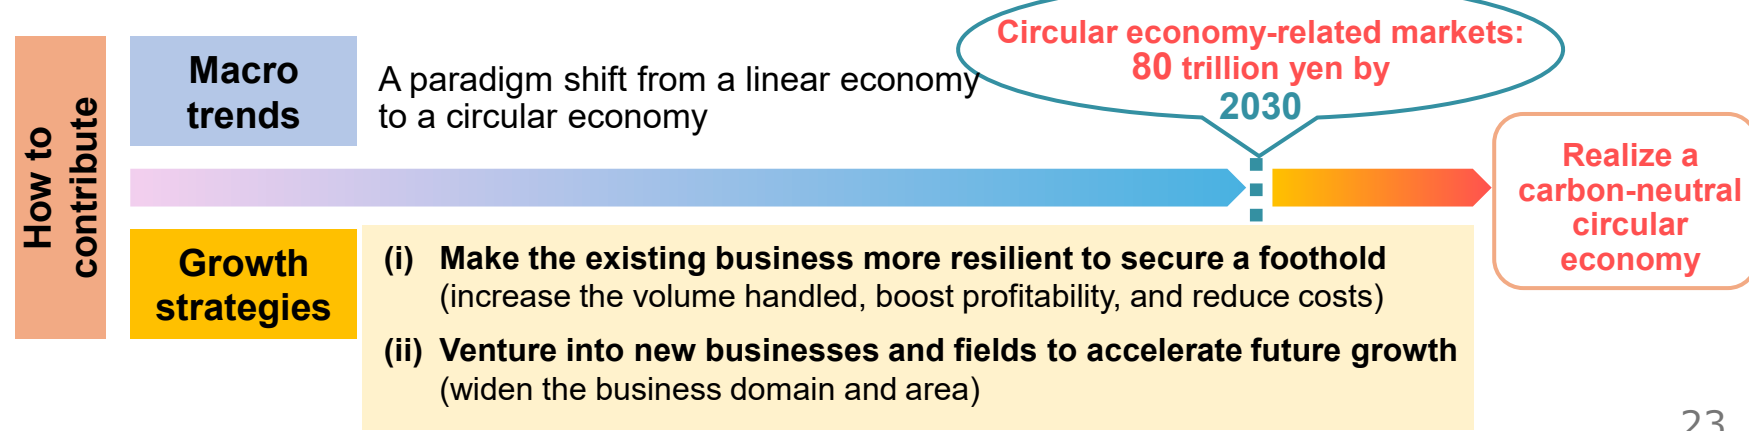 How to
contribute
Macro
trends
A paradigm shift from a linear economy
to a circular economy
Circular economy-related markets:
80 trillion yen by
2030
Realize a
carbon-neutral
circular
economy
Growth
strategies
(i) Make the existing business more resilient to secure a foothold
(increase the volume handled, boost profitability, and reduce costs)
(ii) Venture into new businesses and fields to accelerate future growth
(widen the business domain and area)
23